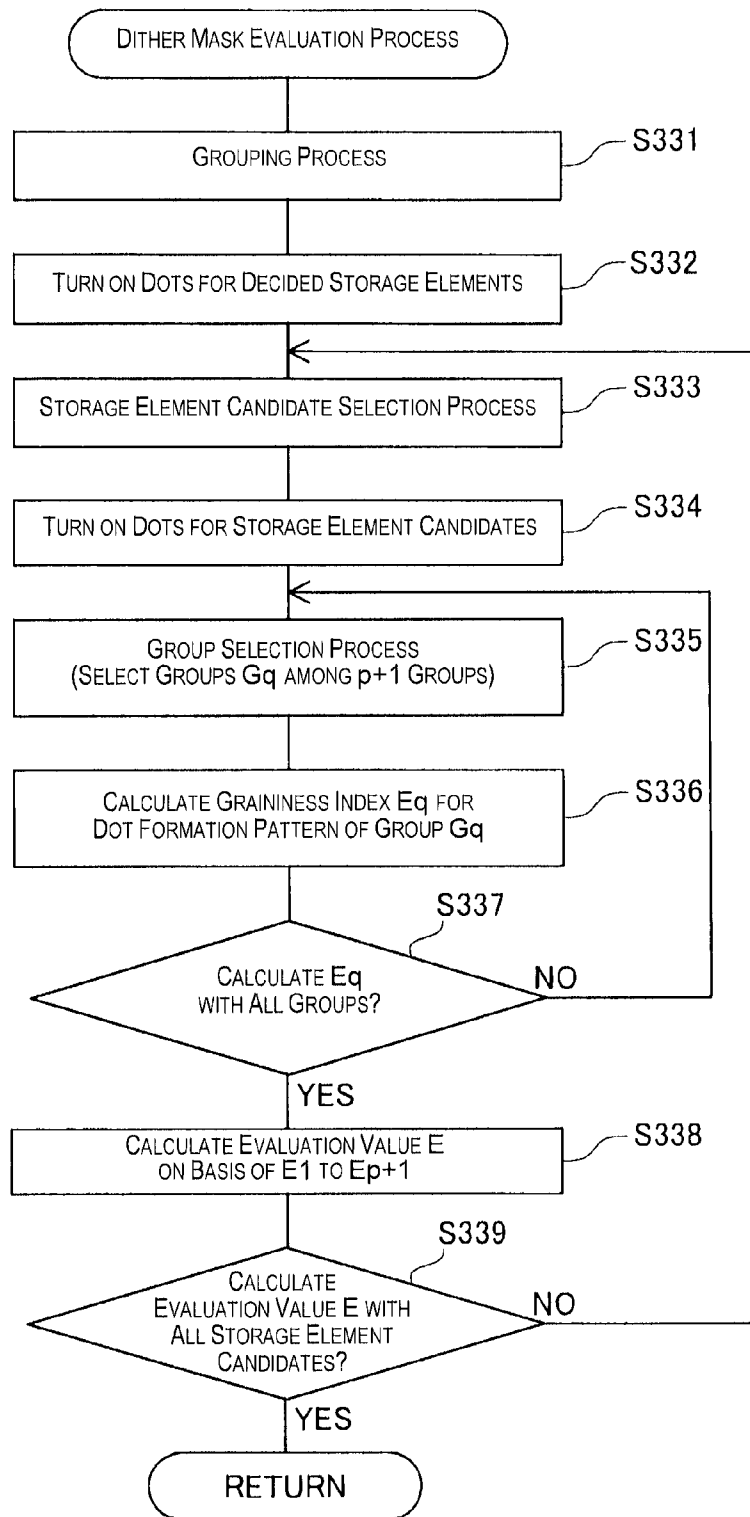 DITHER MASK EVALUATION PROCESS
GROUPING PROCESS
S331
TURN ON DOTS FOR DECIDED STORAGE ELEMENTS
S332
STORAGE ELEMENT CANDIDATE SELECTION PROCESS
S333
TURN ON DOTS FOR STORAGE ELEMENT CANDIDATES
S334
GROUP SELECTION PROCESS
(SELECT GROUPS Gq AMONG p+1 GROUPS)
S335
CALCULATE GRAININESS INDEX Eq FOR
DOT FORMATION PATTERN OF GROUP Gq
S336
S337
CALCULATE Eq
WITH ALL GROUPS?
NO
YES
CALCULATE EVALUATION VALUE E
ON BASIS OF E1 TO Ep+1
S338
S339
CALCULATE
EVALUATION VALUE E WITH
ALL STORAGE ELEMENT
CANDIDATES?
NO
YES
RETURN